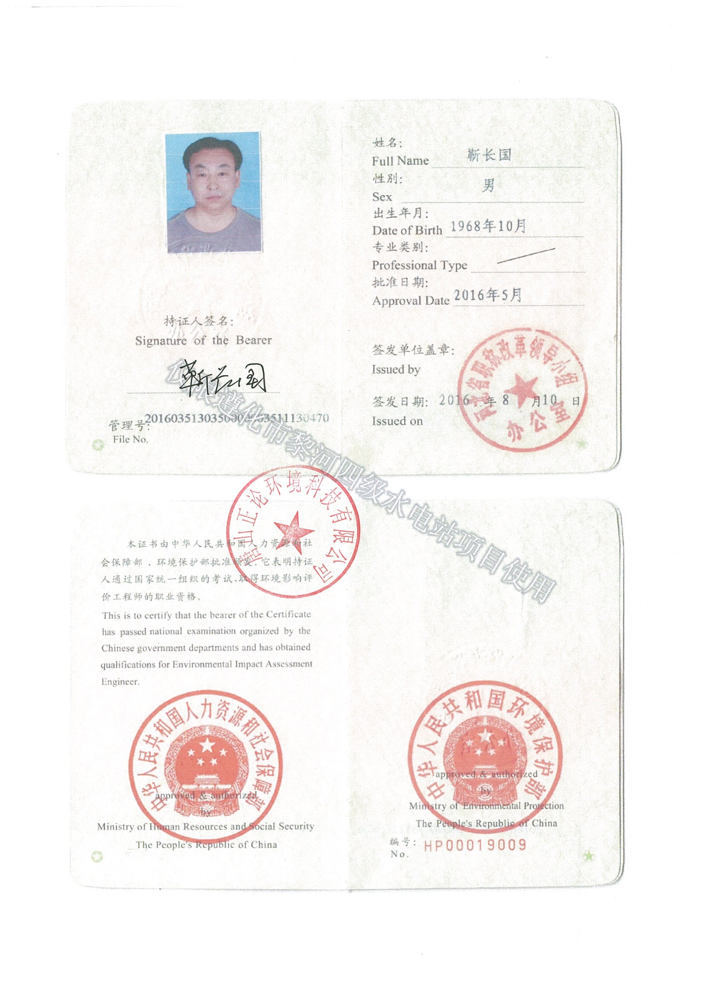 姓名:
Full Name 靳长国
性别:
Sex 男
出生年月:
Date of Birth 1968年10月
专业类别:
Professional Type
批准日期:
Approval Date 2016年5月
持证人签名:
Signature of the Bearer
靳长国
管理号:
File No.
签发单位盖章:
Issued by
签发日期: 2016 年 8 月 10 日
Issued on
河北省职称改革领导小组
办公室
仅限遵化市黎河四级水电站项目使用
唐山正论环境科技有限公司
本证书由中华人民共和国人力资源和社
会保障部、环境保护部批准颁发。它表明持证
人通过国家统一组织的考试,取得环境影响评
价工程师的职业资格。
This is to certify that the bearer of the Certificate
has passed national examination organized by the
Chinese government departments and has obtained
qualifications for Environmental Impact Assessment
Engineer.
中华人民共和国人力资源和社会保障部
approved & authorized
by
Ministry of Human Resources and Social Security
The People's Republic of China
中华人民共和国环境保护部
approved & authorized
by
Ministry of Environmental Protection
The People's Republic of China
编号: HP00019009
No.